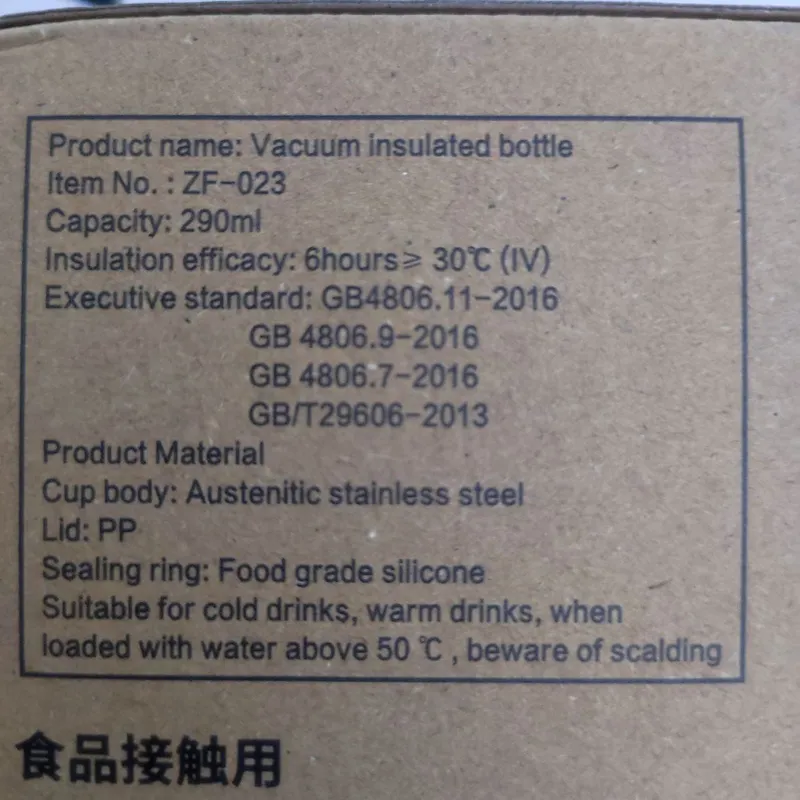 Product name: Vacuum insulated bottle
Item No. : ZF-023
Capacity: 290ml
Insulation efficacy: 6hours≥ 30℃ (IV)
Executive standard: GB4806.11-2016
GB 4806.9-2016
GB 4806.7-2016
GB/T29606-2013
Product Material
Cup body: Austenitic stainless steel
Lid: PP
Sealing ring: Food grade silicone
Suitable for cold drinks, warm drinks, when
loaded with water above 50 ℃ , beware of scalding
食品接触用